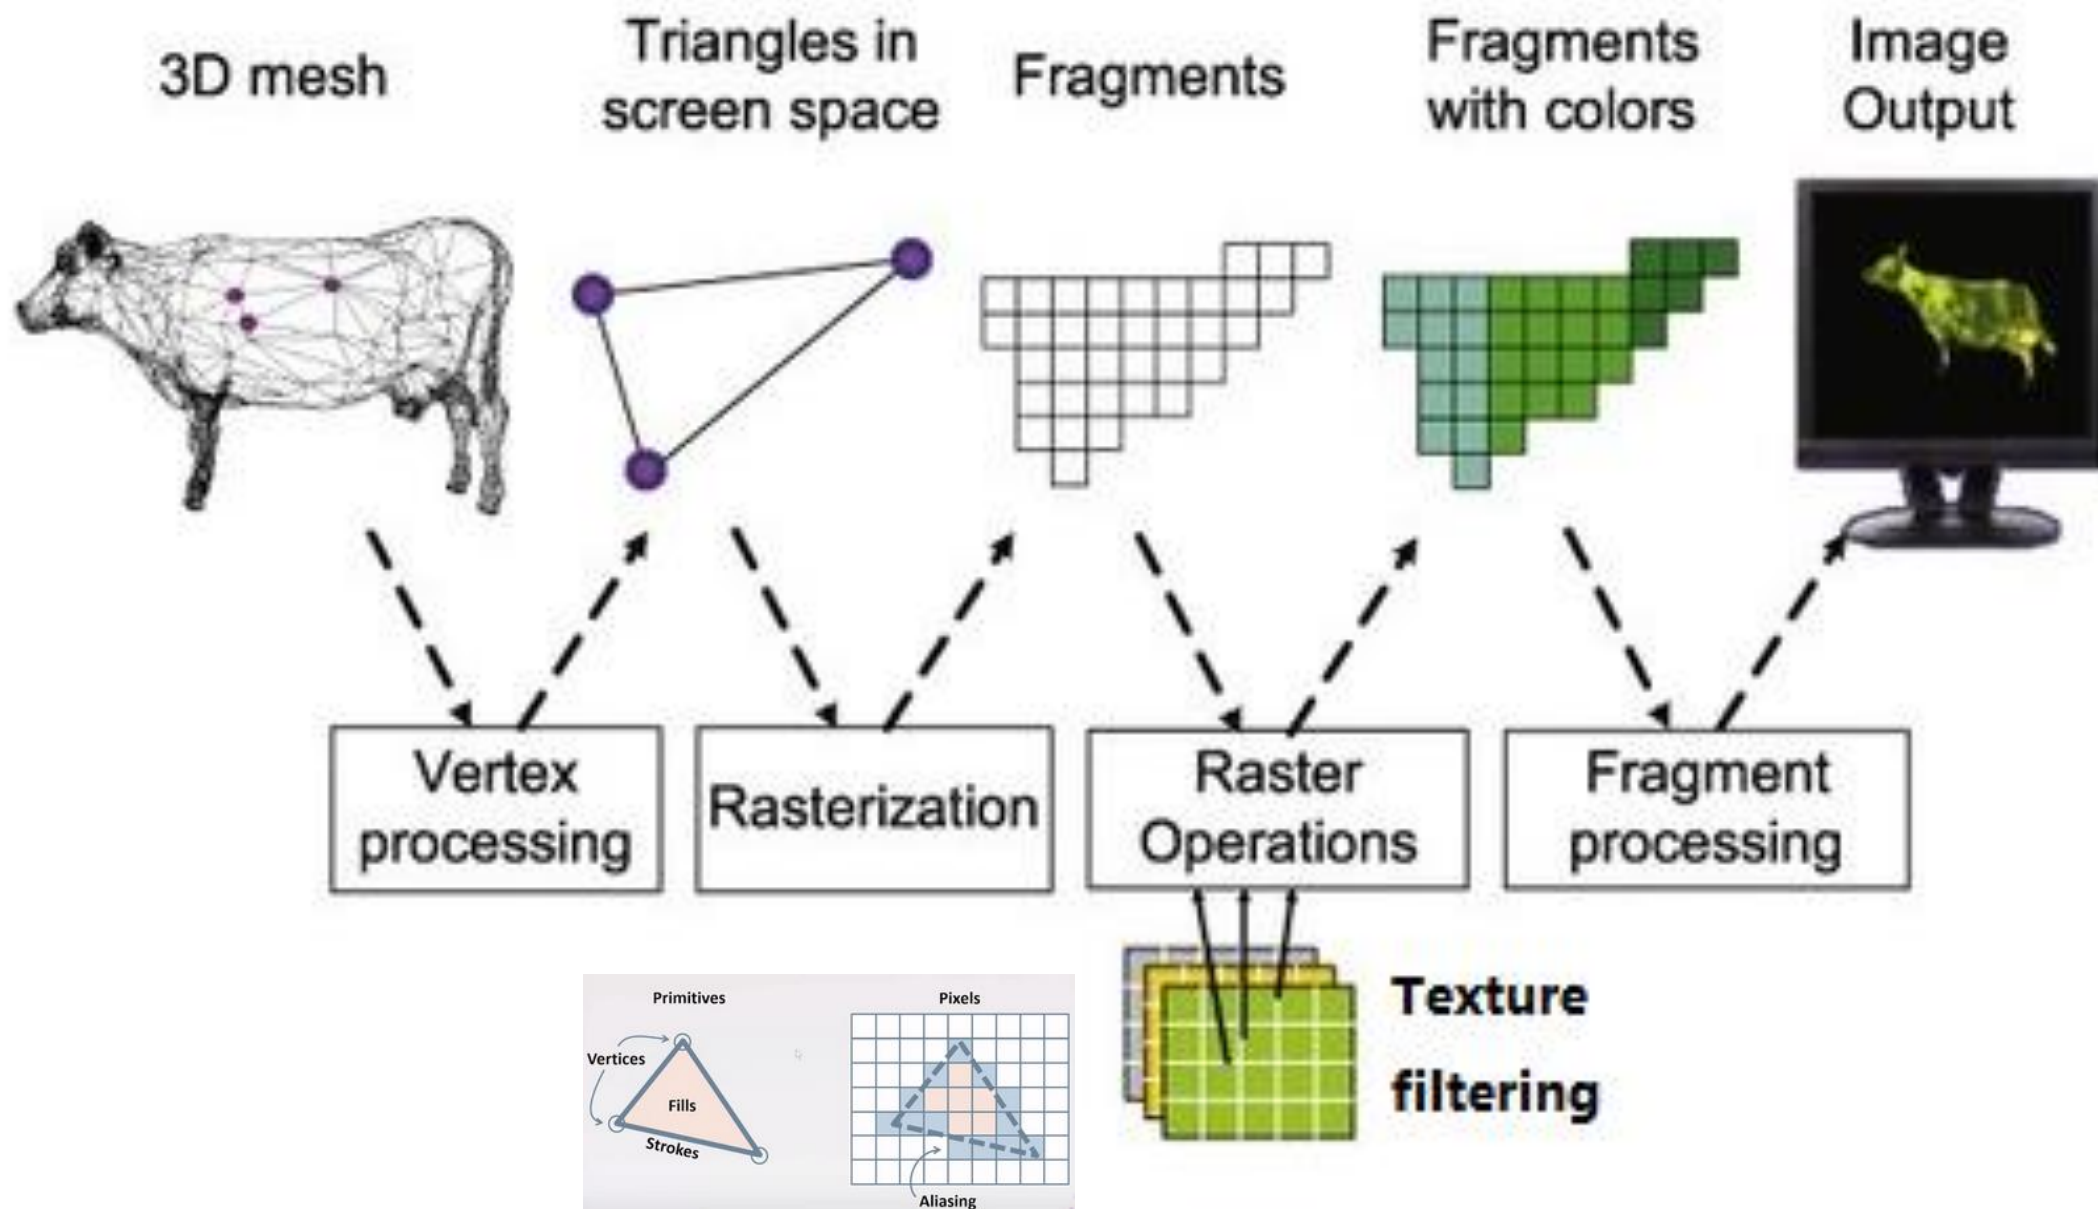 3D mesh
Triangles in
screen space
Fragments
Fragments
with colors
Image
Output
Vertex
processing
Rasterization
Raster
Operations
Fragment
processing
Texture
filtering
Primitives
Vertices
Fills
Strokes
Pixels
Aliasing